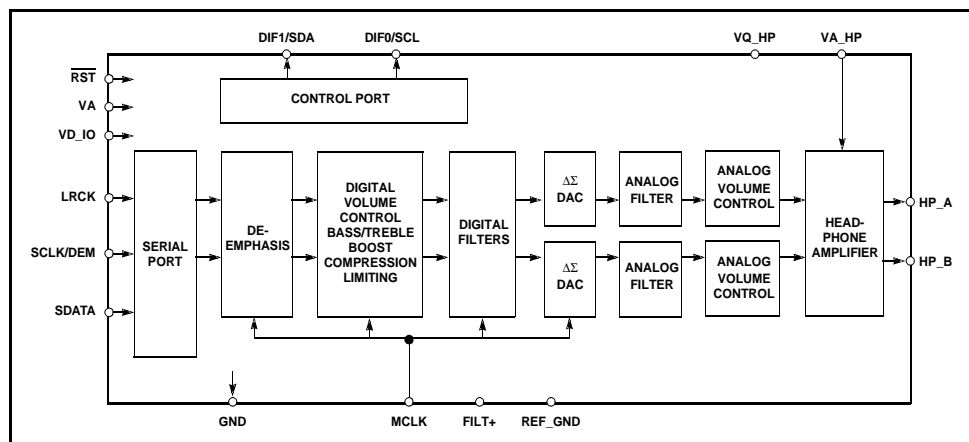 DIF1/SDA
DIF0/SCL
VQ_HP
VA_HP
RST
VA
VD_IO
LRCK
SCLK/DEM
SDATA
CONTROL PORT
SERIAL
PORT
DE-
EMPHASIS
DIGITAL
VOLUME
CONTROL
BASS/TREBLE
BOOST
COMPRESSION
LIMITING
DIGITAL
FILTERS
ΔΣ
DAC
ANALOG
FILTER
ANALOG
VOLUME
CONTROL
ΔΣ
DAC
ANALOG
FILTER
ANALOG
VOLUME
CONTROL
HEAD-
PHONE
AMPLIFIER
HP_A
HP_B
GND
MCLK
FILT+
REF_GND